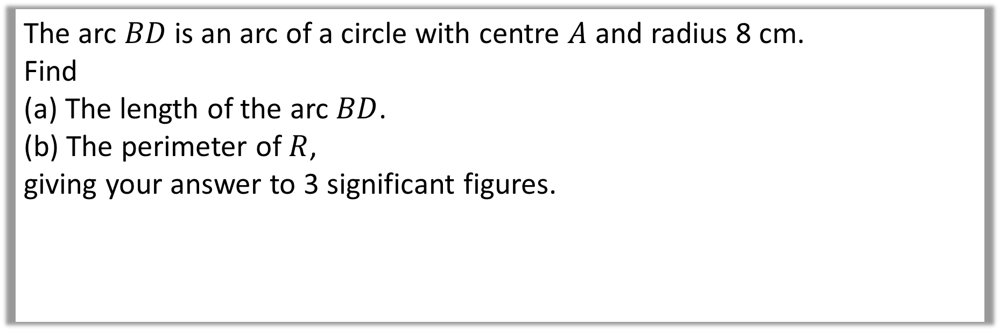 The arc BD is an arc of a circle with centre A and radius 8 cm.
Find
(a) The length of the arc BD.
(b) The perimeter of R,
giving your answer to 3 significant figures.